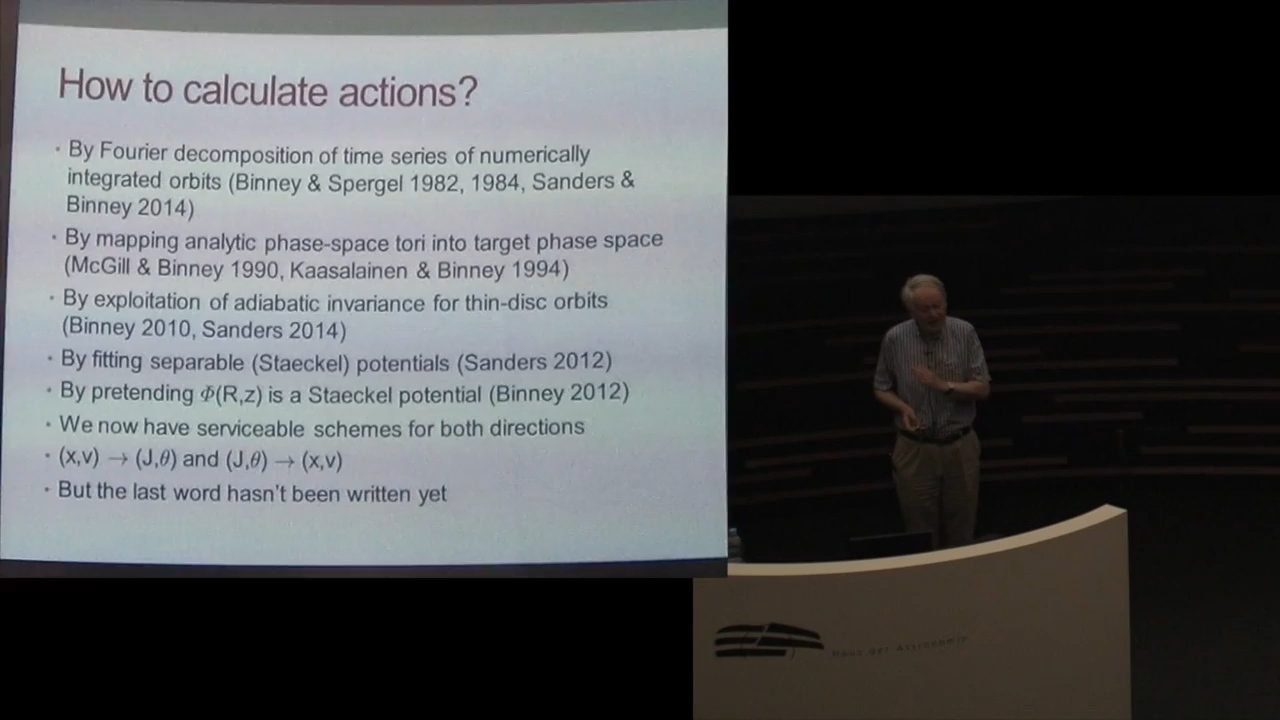 How to calculate actions?
• By Fourier decomposition of time series of numerically
integrated orbits (Binney & Spergel 1982, 1984, Sanders &
Binney 2014)
• By mapping analytic phase-space tori into target phase space
(McGill & Binney 1990, Kaasalainen & Binney 1994)
• By exploitation of adiabatic invariance for thin-disc orbits
(Binney 2010, Sanders 2014)
• By fitting separable (Staeckel) potentials (Sanders 2012)
• By pretending Φ(R,z) is a Staeckel potential (Binney 2012)
• We now have serviceable schemes for both directions
• (x,v) → (J,θ) and (J,θ) → (x,v)
• But the last word hasn't been written yet
Haus der Astronomie